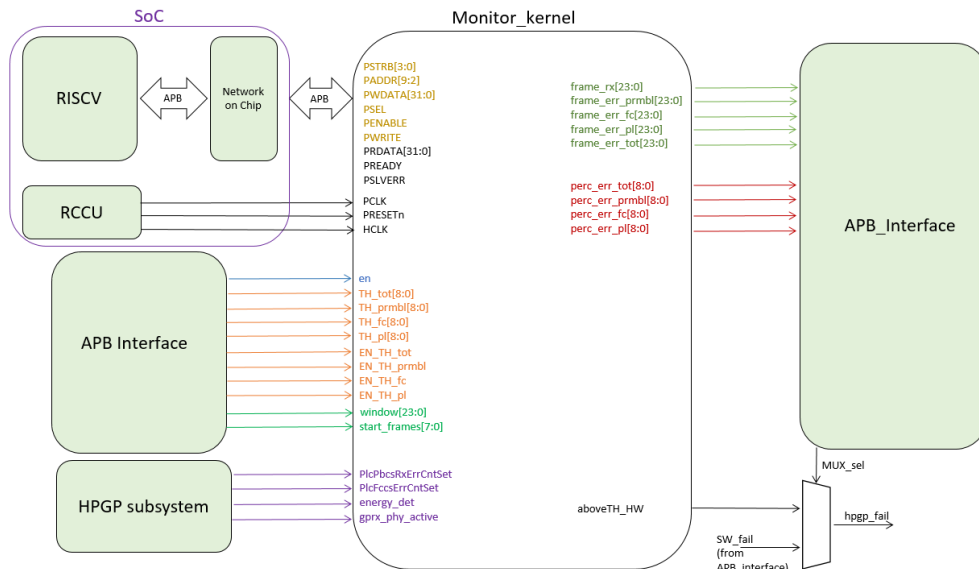 SoC
Monitor_kernel
RISCV
APB
Network
on Chip
APB
RCCU
PSTRB[3:0]
PADDR[9:2]
PWDATA[31:0]
PSEL
PENABLE
PWRITE
PRDATA[31:0]
PREADY
PSLVERR
PCLK
PRESETn
HCLK
frame_rx[23:0]
frame_err_prmbl[23:0]
frame_err_fc[23:0]
frame_err_pl[23:0]
frame_err_tot[23:0]
perc_err_tot[8:0]
perc_err_prmbl[8:0]
perc_err_fc[8:0]
perc_err_pl[8:0]
APB_Interface
APB Interface
en
TH_tot[8:0]
TH_prmbl[8:0]
TH_fc[8:0]
TH_pl[8:0]
EN_TH_tot
EN_TH_prmbl
EN_TH_fc
EN_TH_pl
window[23:0]
start_frames[7:0]
HPGP subsystem
PlcPbcsRxErrCntSet
PlcFccsErrCntSet
energy_det
gprx_phy_active
aboveTH_HW
MUX_sel
hpgp_fail
SW_fail
(from
APB_interface)